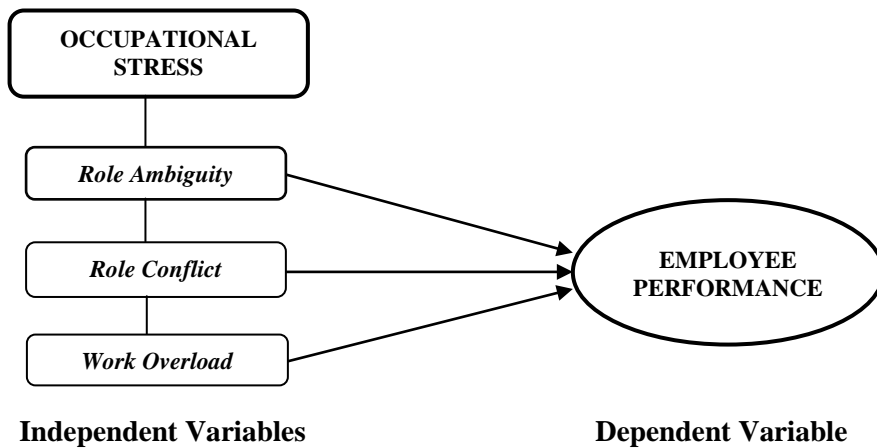 OCCUPATIONAL
STRESS
Role Ambiguity
Role Conflict
Work Overload
EMPLOYEE
PERFORMANCE
Independent Variables
Dependent Variable